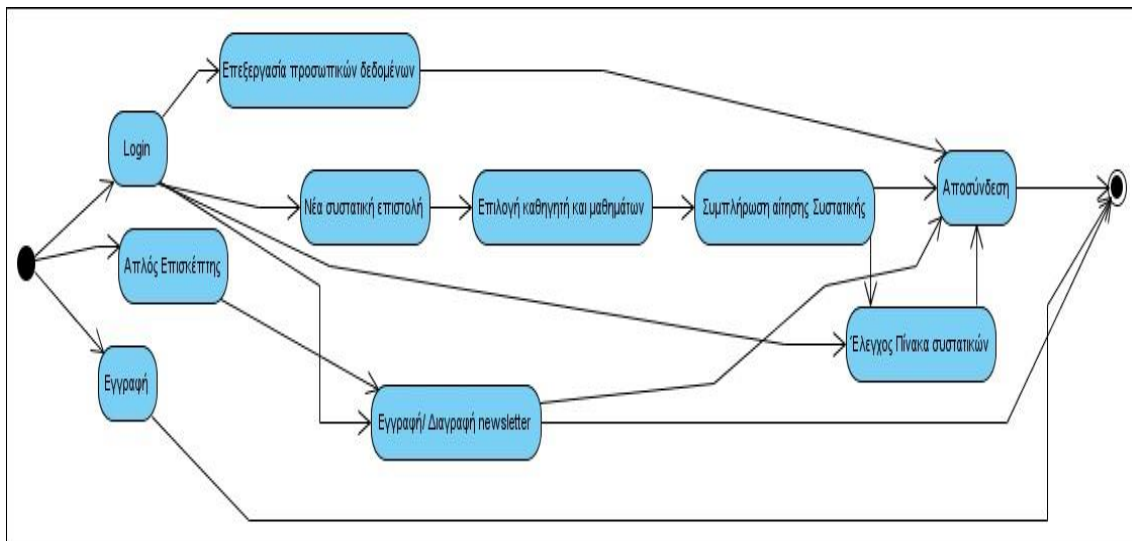 Επεξεργασία προσωπικών δεδομένων
Login
Αποσύνδεση
Νέα συστατική επιστολή
Επιλογή καθηγητή και μαθημάτων
Συμπλήρωση αίτησης Συστατικής
Απλός Επισκέπτης
Έλεγχος Πίνακα συστατικών
Εγγραφή
Εγγραφή/ Διαγραφή newsletter